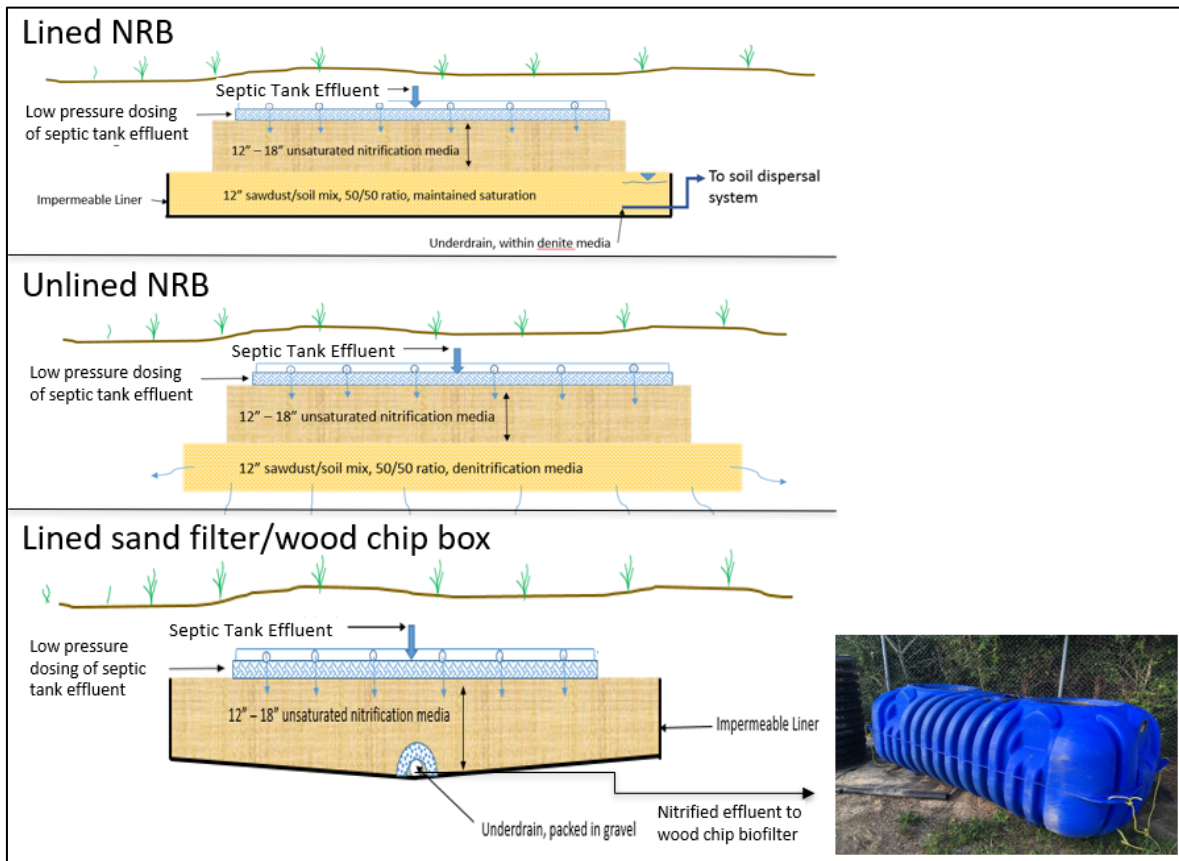 Lined NRB
Septic Tank Effluent
Low pressure dosing
of septic tank effluent
12" – 18" unsaturated nitrification media
12" sawdust/soil mix, 50/50 ratio, maintained saturation
Impermeable Liner
To soil dispersal
system
Underdrain, within denite media
Unlined NRB
Septic Tank Effluent
Low pressure dosing
of septic tank effluent
12" – 18" unsaturated nitrification media
12" sawdust/soil mix, 50/50 ratio, denitrification media
Lined sand filter/wood chip box
Septic Tank Effluent
Low pressure
dosing of septic
tank effluent
12" – 18" unsaturated nitrification media
Impermeable Liner
Underdrain, packed in gravel
Nitrified effluent to
wood chip biofilter